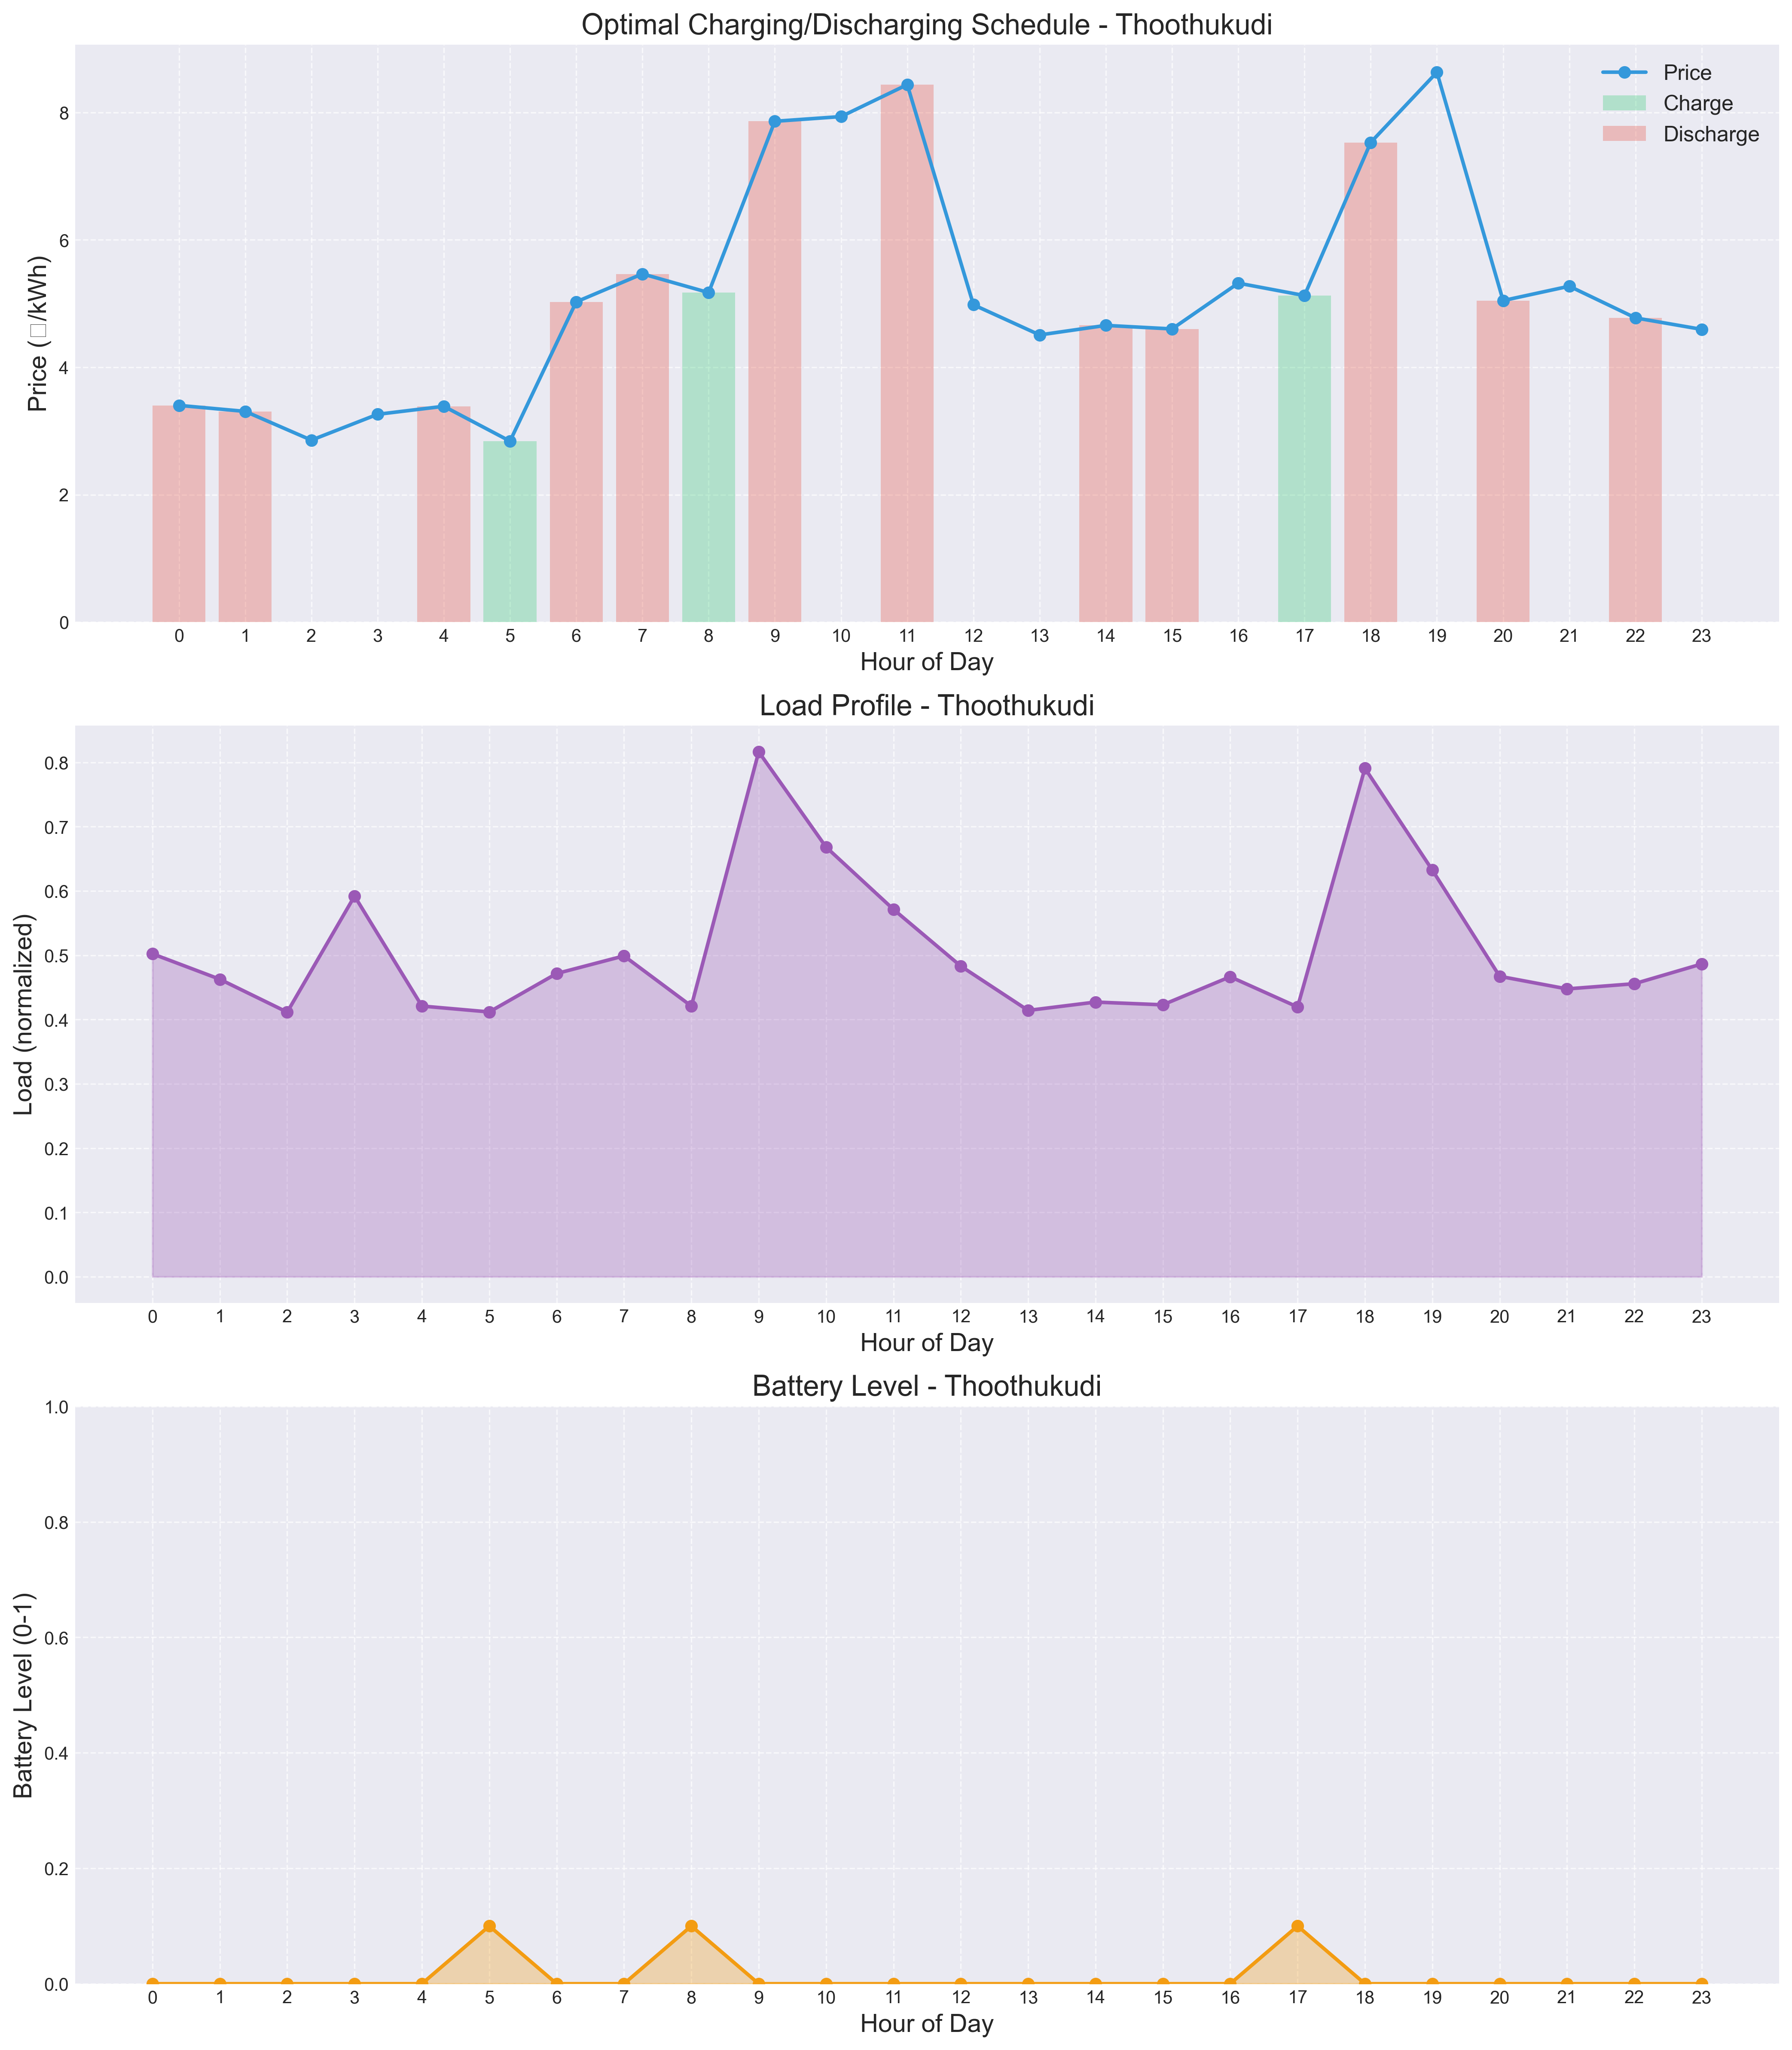 Optimal Charging/Discharging Schedule - Thoothukudi
Price (□/kWh)
8
6
4
2
0
Price
Charge
Discharge
0 1 2 3 4 5 6 7 8 9 10 11 12 13 14 15 16 17 18 19 20 21 22 23
Hour of Day
Load Profile - Thoothukudi
Load (normalized)
0.8
0.7
0.6
0.5
0.4
0.3
0.2
0.1
0.0
0 1 2 3 4 5 6 7 8 9 10 11 12 13 14 15 16 17 18 19 20 21 22 23
Hour of Day
Battery Level - Thoothukudi
Battery Level (0-1)
1.0
0.8
0.6
0.4
0.2
0.0
0 1 2 3 4 5 6 7 8 9 10 11 12 13 14 15 16 17 18 19 20 21 22 23
Hour of Day